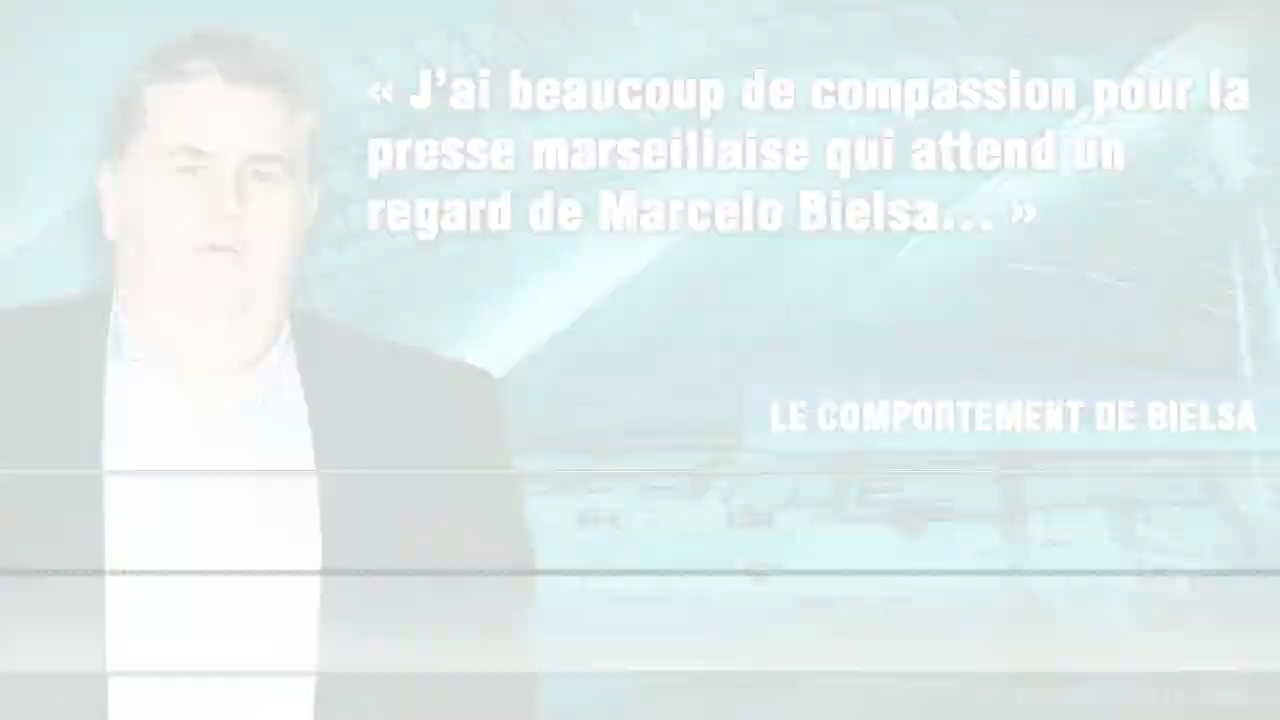 « J’ai beaucoup de compassion pour la
presse marseillaise qui attend un
regard de Marcelo Bielsa... »
LE COMPORTEMENT DE BIELSA